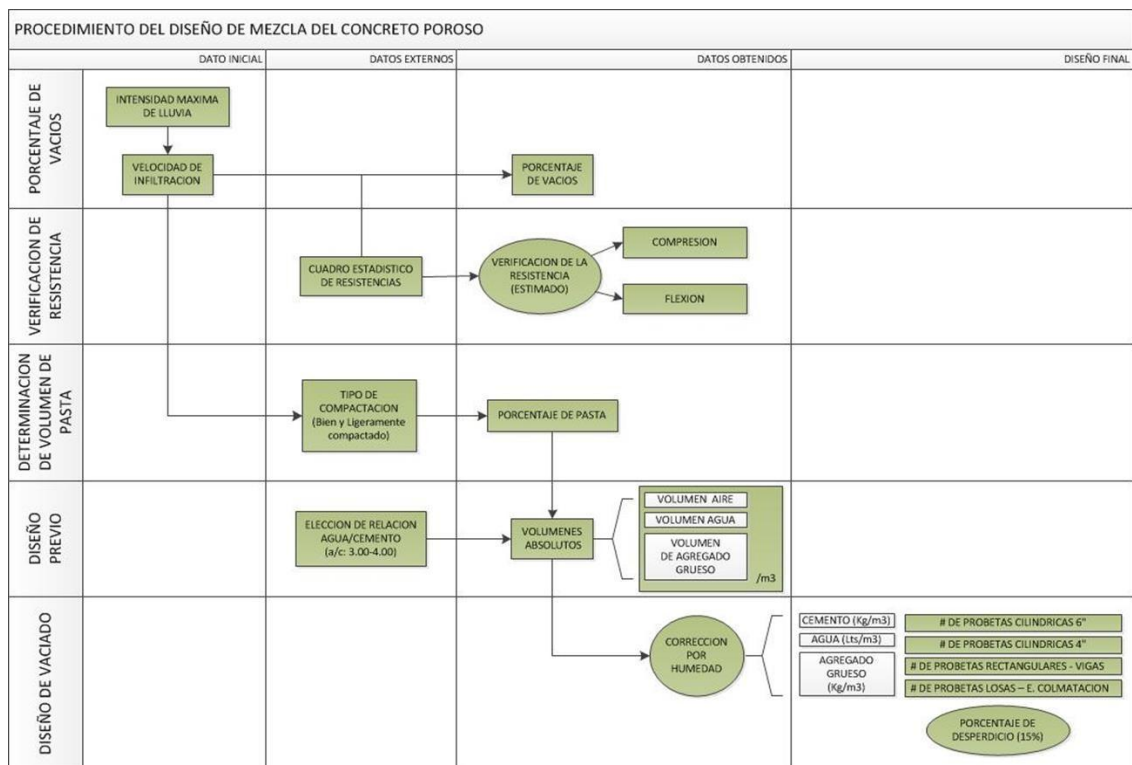 PROCEDIMIENTO DEL DISEÑO DE MEZCLA DEL CONCRETO POROSO
DATO INICIAL
DATOS EXTERNOS
DATOS OBTENIDOS
DISEÑO FINAL
PORCENTAJE DE
VACIOS
INTENSIDAD MAXIMA
DE LLUVIA
VELOCIDAD DE
INFILTRACION
PORCENTAJE
DE VACIOS
VERIFICACION DE
RESISTENCIA
CUADRO ESTADISTICO
DE RESISTENCIAS
VERIFICACION DE LA
RESISTENCIA
(ESTIMADO)
COMPRESION
FLEXION
DETERMINACION
DE VOLUMEN DE
PASTA
TIPO DE
COMPACTACION
(Bien y Ligeramente
compactado)
PORCENTAJE DE PASTA
DISEÑO
PREVIO
ELECCION DE RELACION
AGUA/CEMENTO
(a/c: 3.00-4.00)
VOLUMENES
ABSOLUTOS
VOLUMEN AIRE
VOLUMEN AGUA
VOLUMEN
DE AGREGADO
GRUESO
/m3
DISEÑO DE VACIADO
CORRECCION
POR
HUMEDAD
CEMENTO (Kg/m3)
AGUA (Lts/m3)
AGREGADO
GRUESO
(Kg/m3)
# DE PROBETAS CILINDRICAS 6"
# DE PROBETAS CILINDRICAS 4"
# DE PROBETAS RECTANGULARES - VIGAS
# DE PROBETAS LOSAS – E. COLMATACION
PORCENTAJE DE
DESPERDICIO (15%)